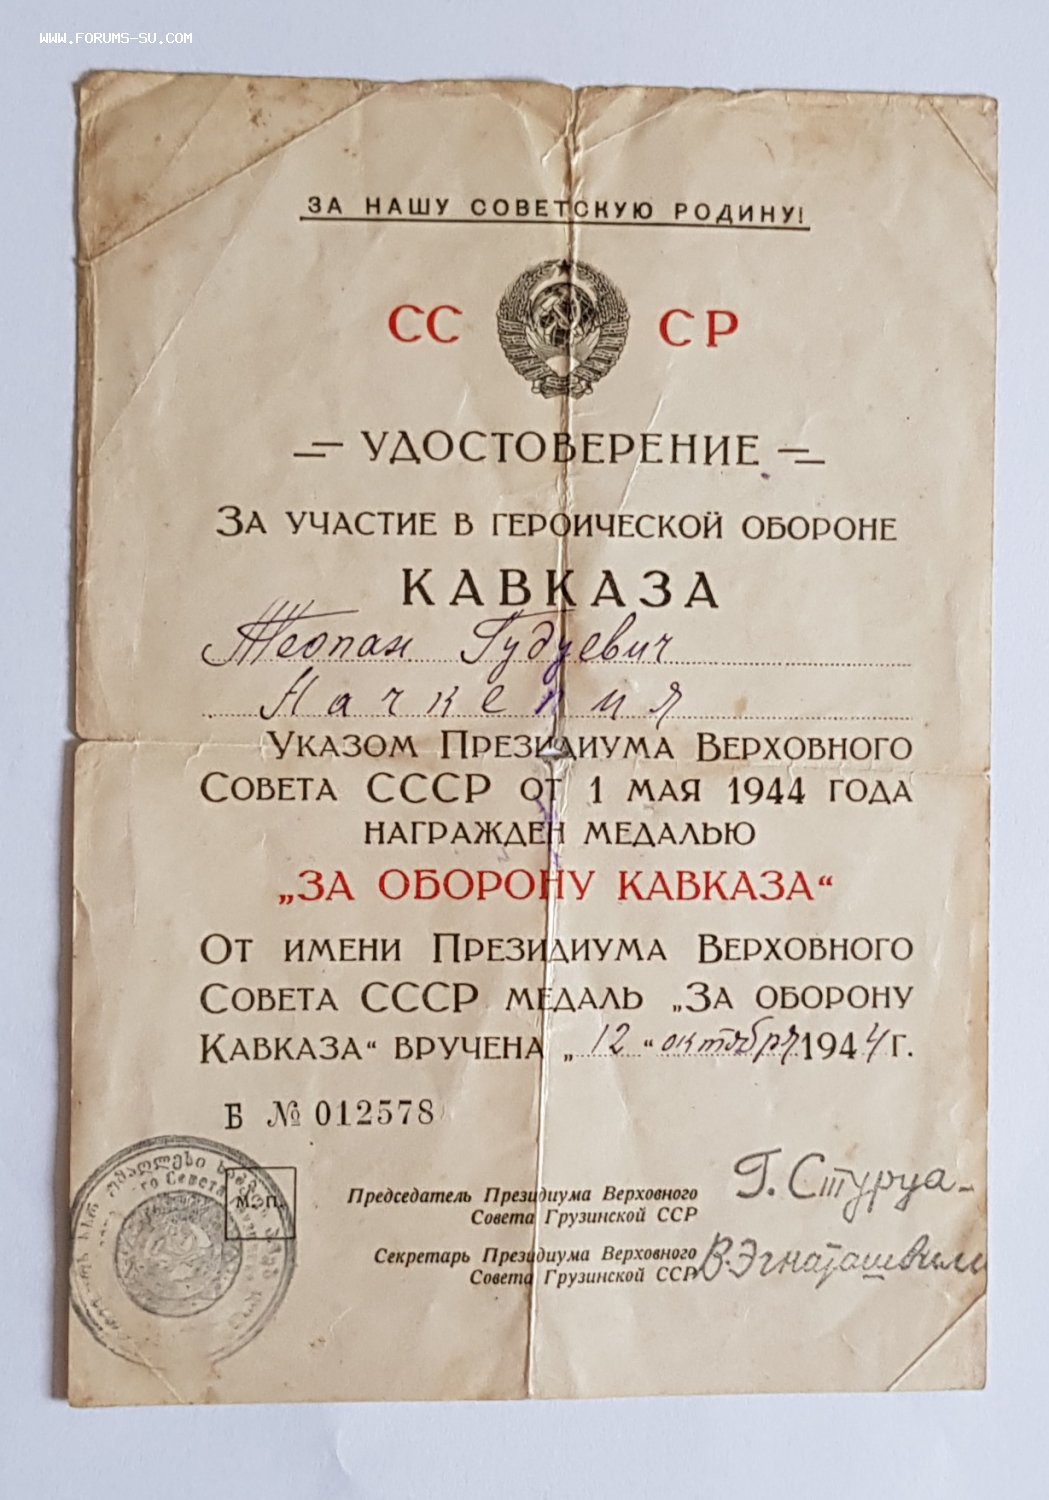 WWW.FORUMS-SU.COM
ЗА НАШУ СОВЕТСКУЮ РОДИНУ!
СС СР
УДОСТОВЕРЕНИЕ
ЗА УЧАСТИЕ В ГЕРОИЧЕСКОЙ ОБОРОНЕ
КАВКАЗА
Теопан Гудуевич
Начкепия
УКАЗОМ ПРЕЗИДИУМА ВЕРХОВНОГО
СОВЕТА СССР ОТ 1 МАЯ 1944 ГОДА
НАГРАЖДЕН МЕДАЛЬЮ
„ЗА ОБОРОНУ КАВКАЗА“
ОТ ИМЕНИ ПРЕЗИДИУМА ВЕРХОВНОГО
СОВЕТА СССР МЕДАЛЬ „ЗА ОБОРОНУ
КАВКАЗА“ ВРУЧЕНА „12“ октября 1944 г.
Б № 012578
М. П.
Председатель Президиума Верховного
Совета Грузинской ССР
Г. Стуруа
Секретарь Президиума Верховного
Совета Грузинской ССР
В. Эгнаташвили